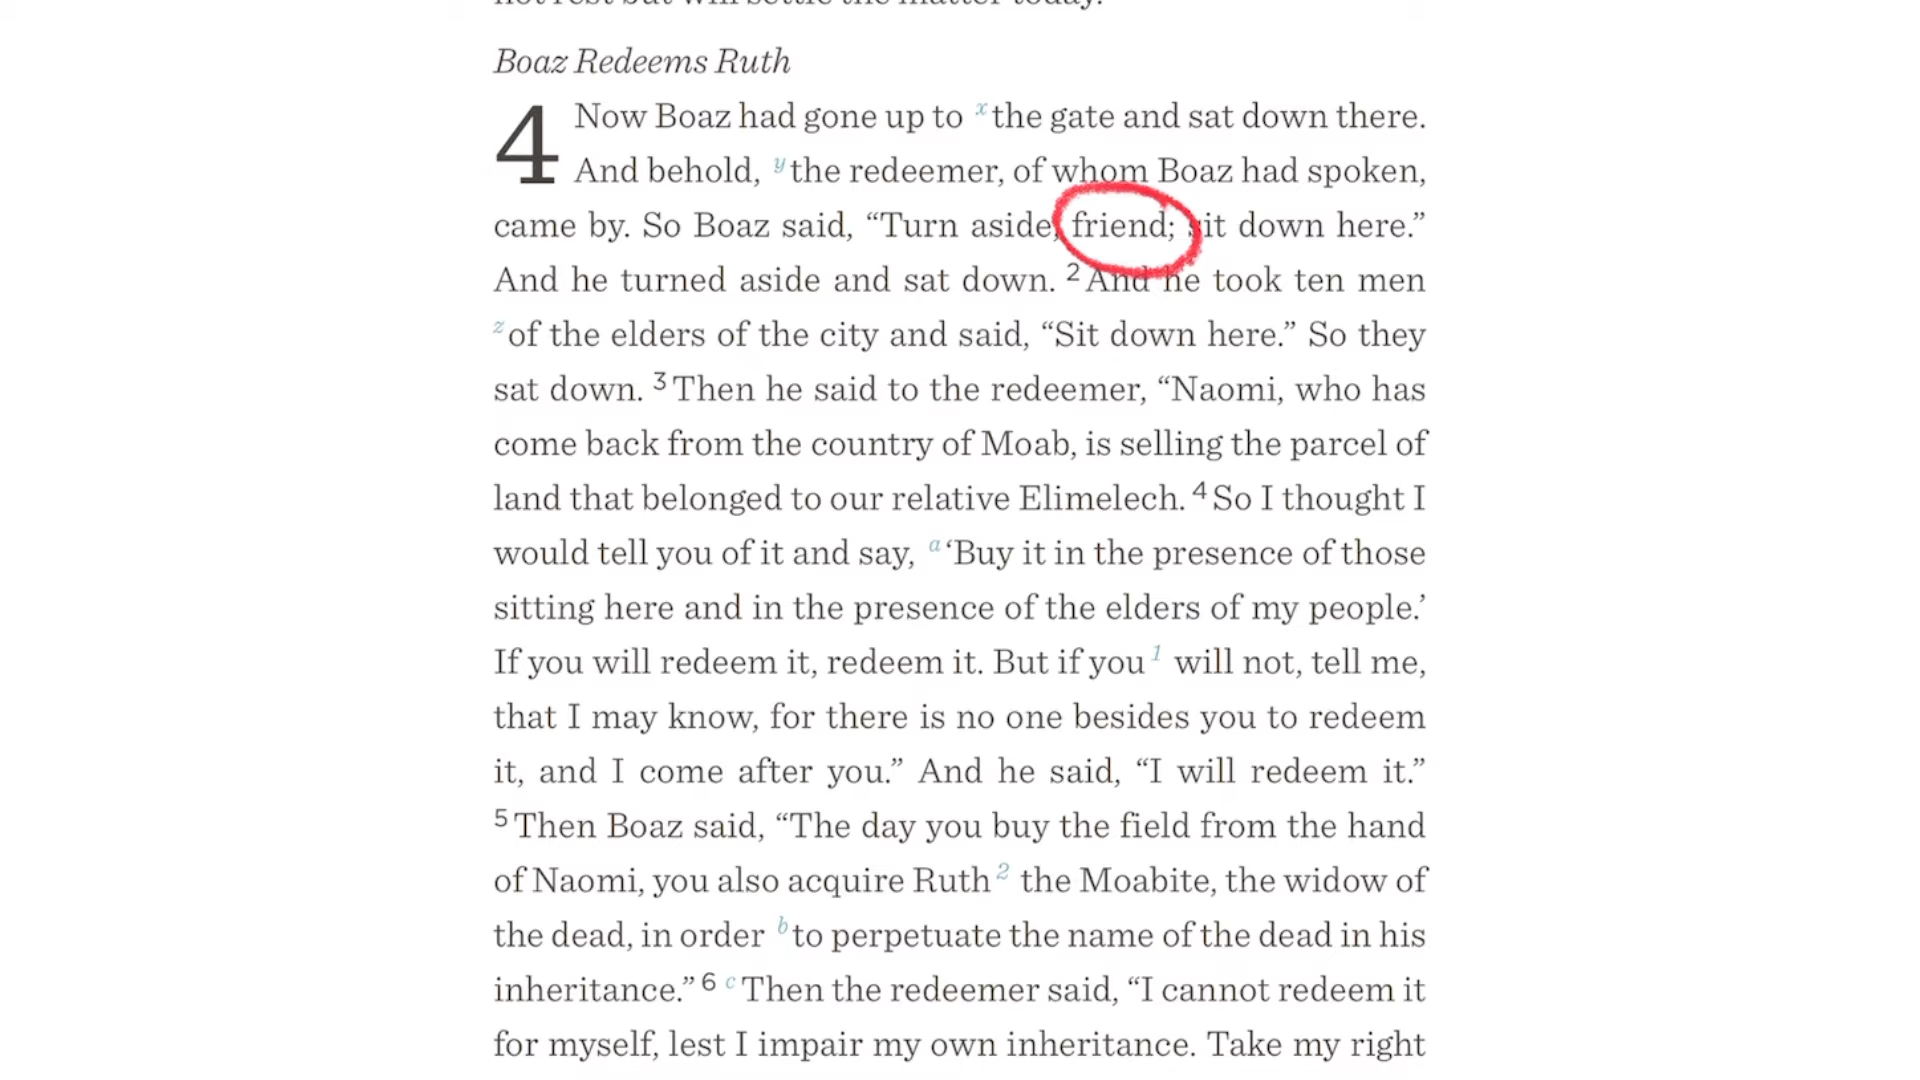 not rest but will settle the matter today.”
Boaz Redeems Ruth
4 Now Boaz had gone up to x the gate and sat down there.
And behold, y the redeemer, of whom Boaz had spoken,
came by. So Boaz said, “Turn aside, friend; sit down here.”
And he turned aside and sat down. 2 And he took ten men
z of the elders of the city and said, “Sit down here.” So they
sat down. 3 Then he said to the redeemer, “Naomi, who has
come back from the country of Moab, is selling the parcel of
land that belonged to our relative Elimelech. 4 So I thought I
would tell you of it and say, a ‘Buy it in the presence of those
sitting here and in the presence of the elders of my people.’
If you will redeem it, redeem it. But if you 1 will not, tell me,
that I may know, for there is no one besides you to redeem
it, and I come after you.” And he said, “I will redeem it.”
5 Then Boaz said, “The day you buy the field from the hand
of Naomi, you also acquire Ruth 2 the Moabite, the widow of
the dead, in order b to perpetuate the name of the dead in his
inheritance.” 6 c Then the redeemer said, “I cannot redeem it
for myself, lest I impair my own inheritance. Take my right